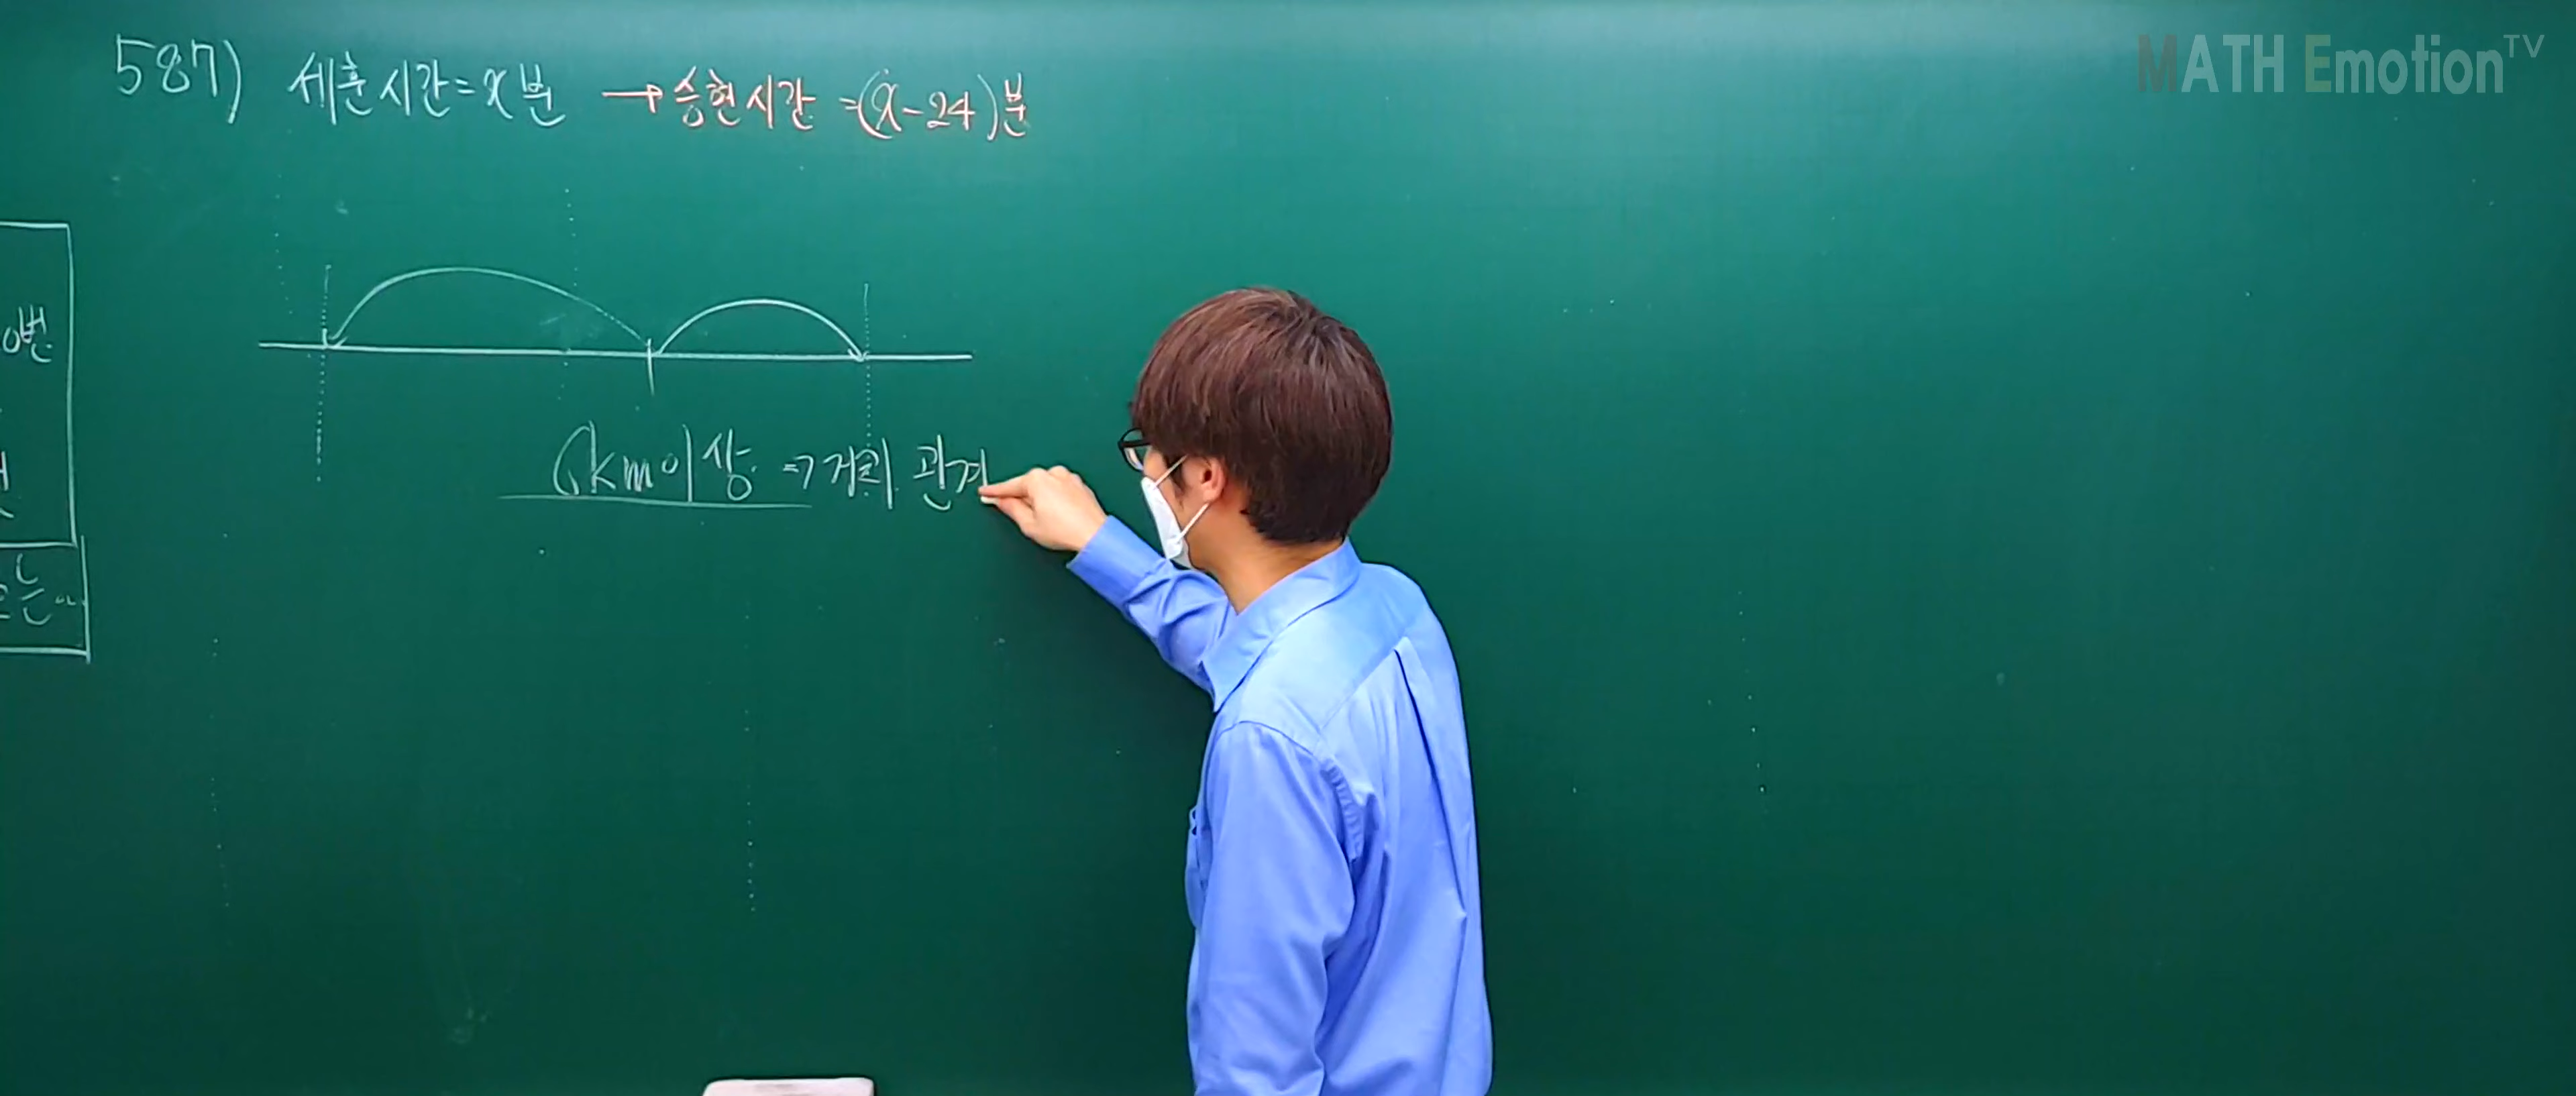 587) 세훈시간=x분 → 승현시간 =(x-24)분
MATH Emotion TV
6km이상 => 거리 관계